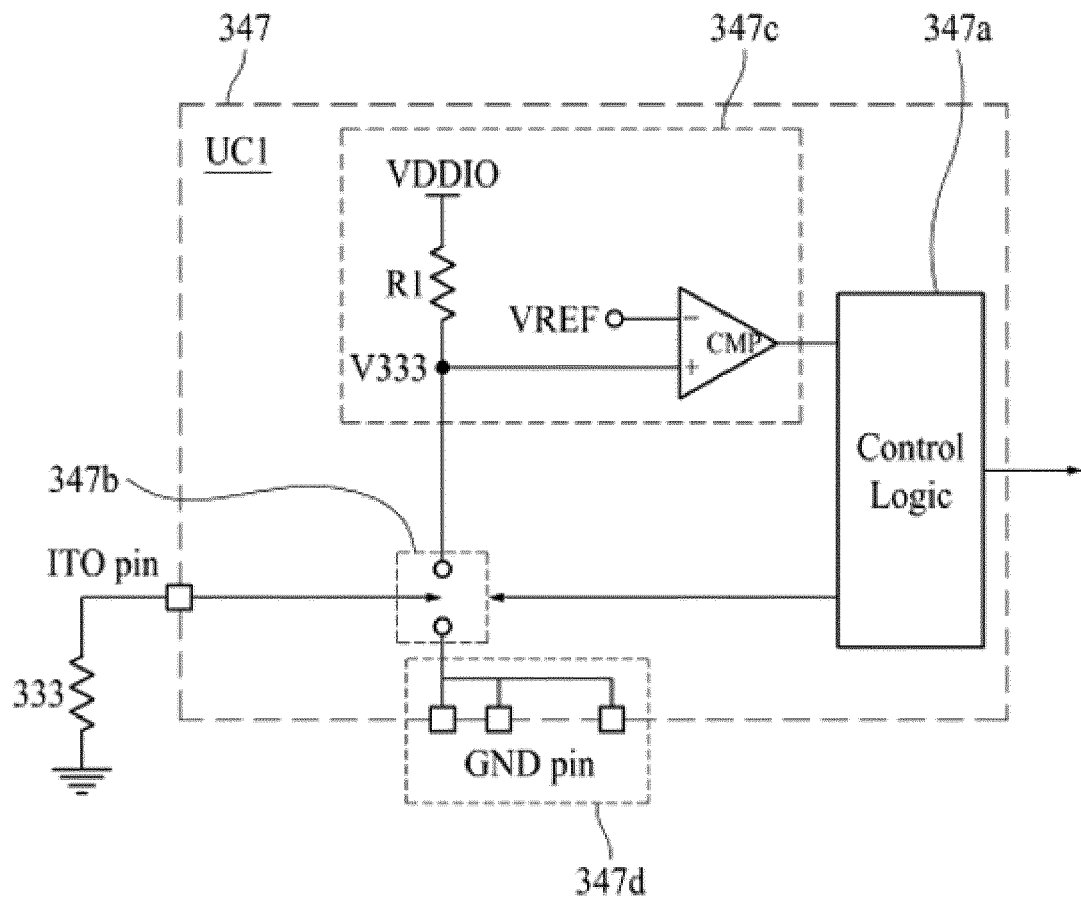 347
347c
347a
UC1
VDDIO
R1
VREF
−
CMP
V333
+
Control
Logic
347b
ITO pin
333
GND pin
347d